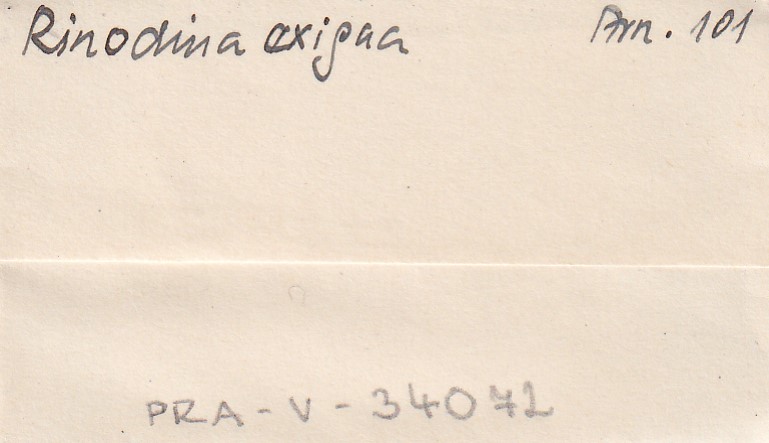 Rinodina exigua Arn. 101
PRA-V-34072